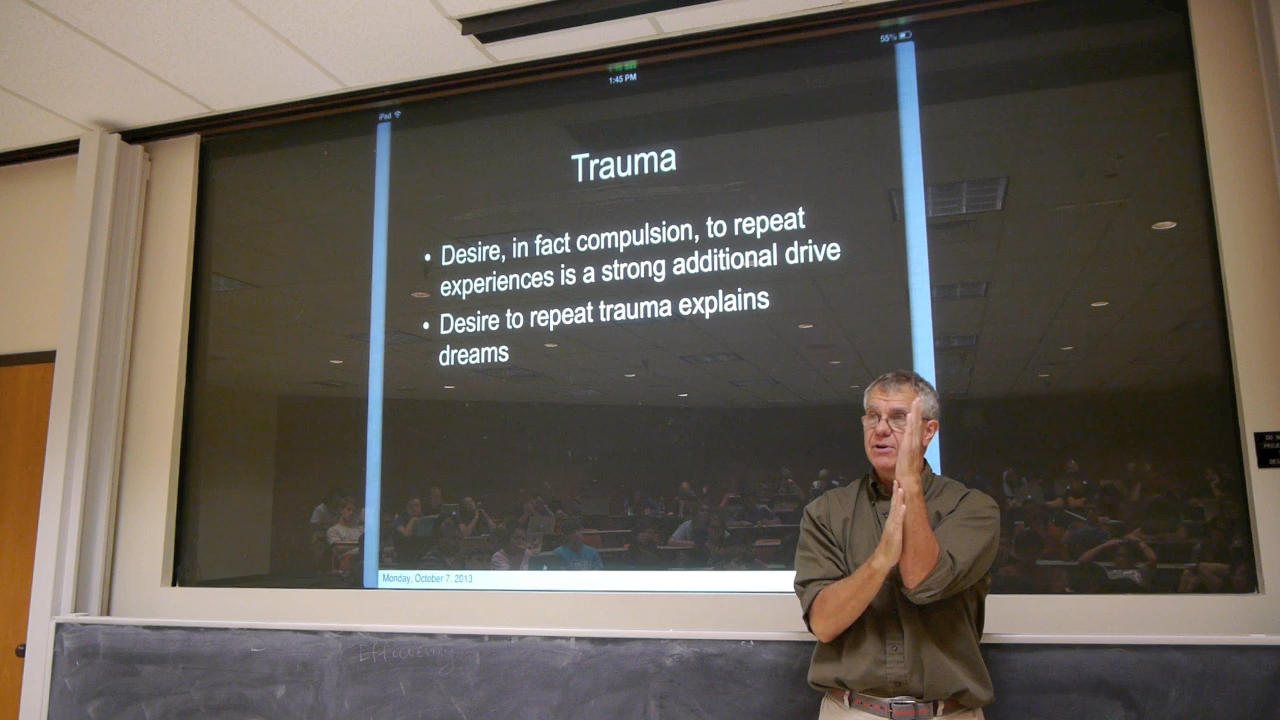 55%
1:45 PM
iPad
Trauma
• Desire, in fact compulsion, to repeat
experiences is a strong additional drive
• Desire to repeat trauma explains
dreams
Monday, October 7, 2013
Efficiency